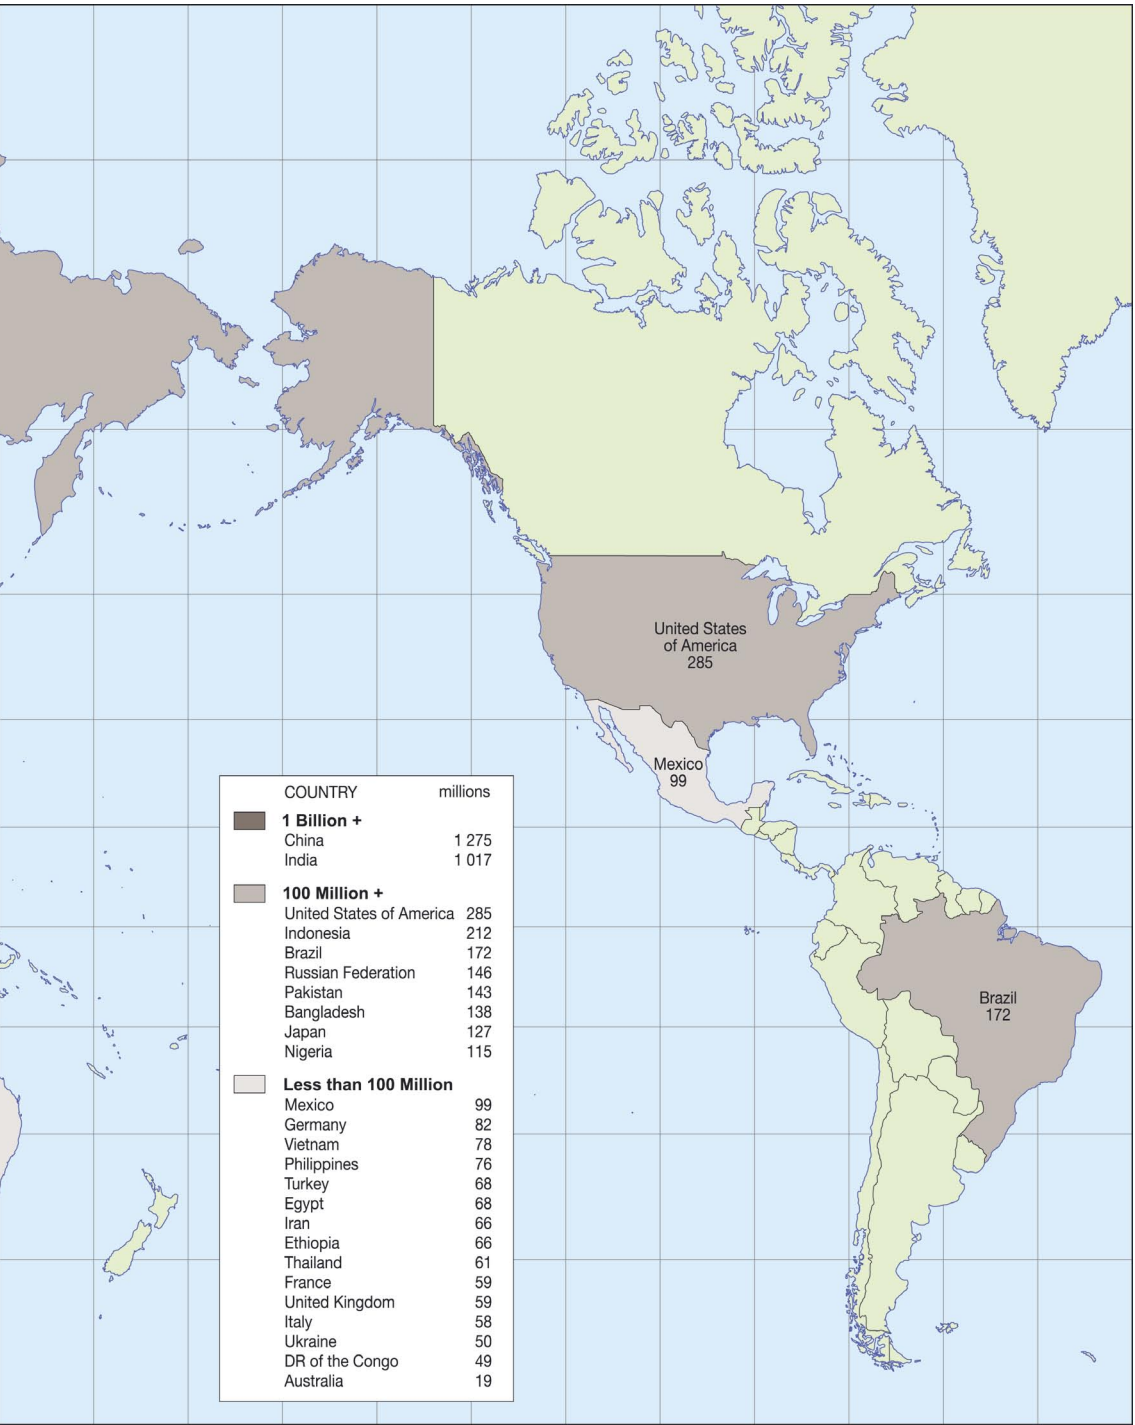 United States
of America
285
Mexico
99
COUNTRY millions
1 Billion +
China 1 275
India 1 017
100 Million +
United States of America 285
Indonesia 212
Brazil 172
Russian Federation 146
Pakistan 143
Bangladesh 138
Japan 127
Nigeria 115
Less than 100 Million
Mexico 99
Germany 82
Vietnam 78
Philippines 76
Turkey 68
Egypt 68
Iran 66
Ethiopia 66
Thailand 61
France 59
United Kingdom 59
Italy 58
Ukraine 50
DR of the Congo 49
Australia 19
Brazil
172